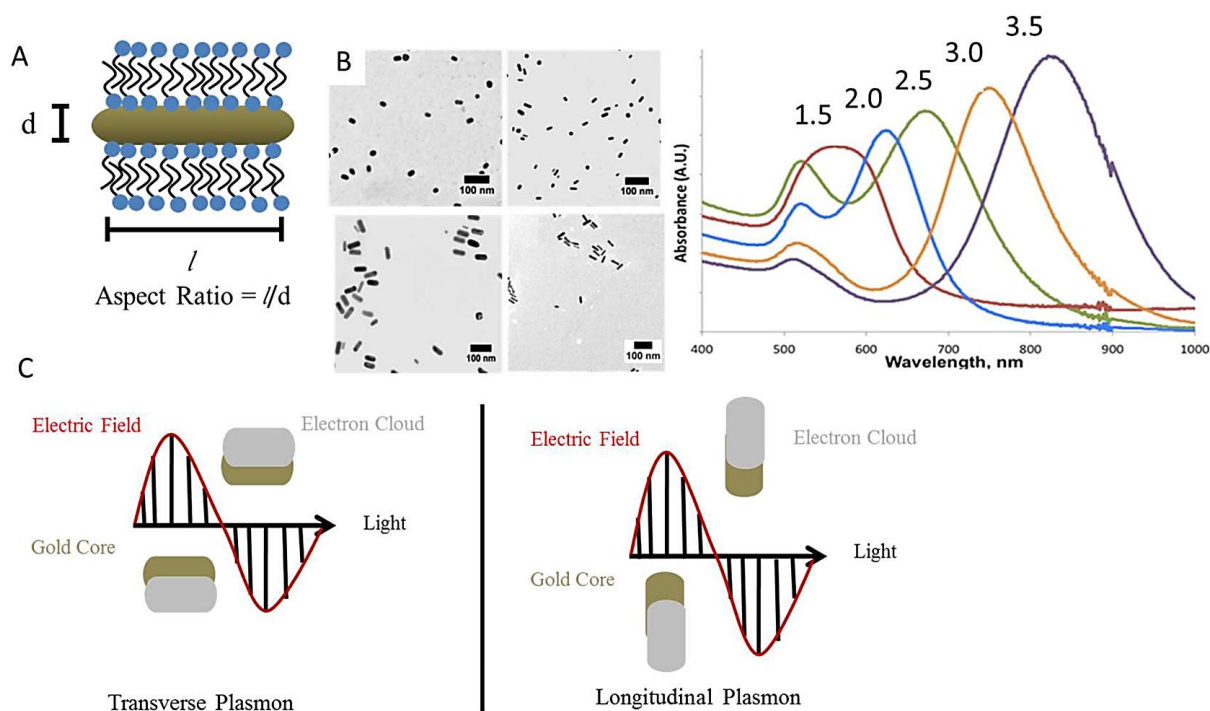 A
d
l
Aspect Ratio = l/d
B
100 nm
100 nm
100 nm
100 nm
1.5
2.0
2.5
3.0
3.5
Absorbance (A.U.)
400 500 600 700 800 900 1000
Wavelength, nm
C
Electric Field
Electron Cloud
Light
Gold Core
Transverse Plasmon
Electric Field
Electron Cloud
Light
Gold Core
Longitudinal Plasmon